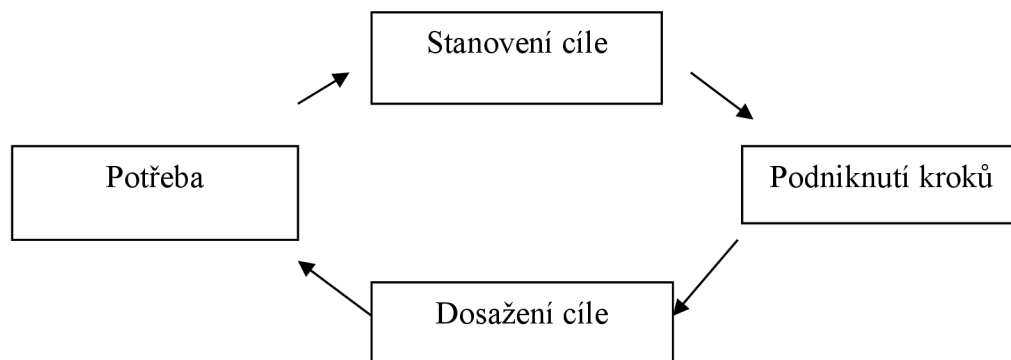 Stanovení cíle
Potřeba
Podniknutí kroků
Dosažení cíle